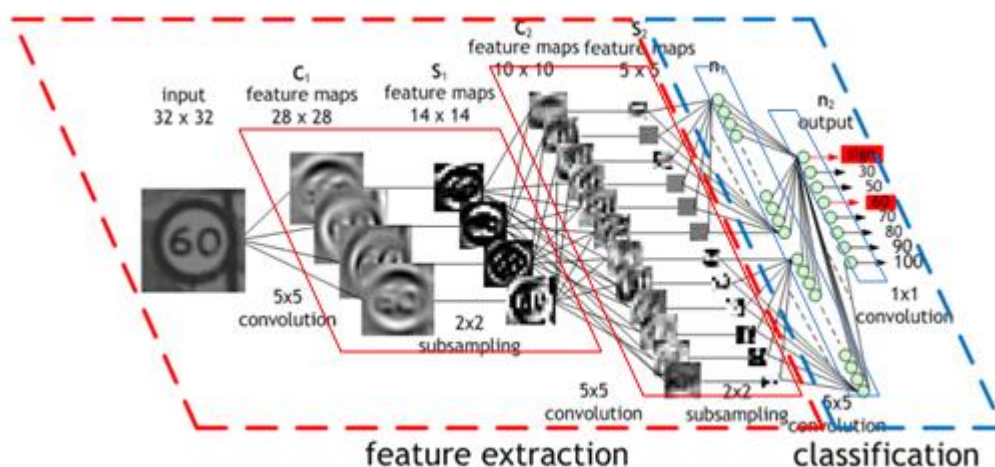 input
32 x 32
C1
feature maps
28 x 28
S1
feature maps
14 x 14
C2
feature maps
10 x 10
S2
feature maps
5 x 5
n1
n2
output
sign
30
50
60
70
80
90
100
60
5x5
convolution
2x2
subsampling
5x5
convolution
2x2
subsampling
5x5
convolution
1x1
convolution
feature extraction
classification